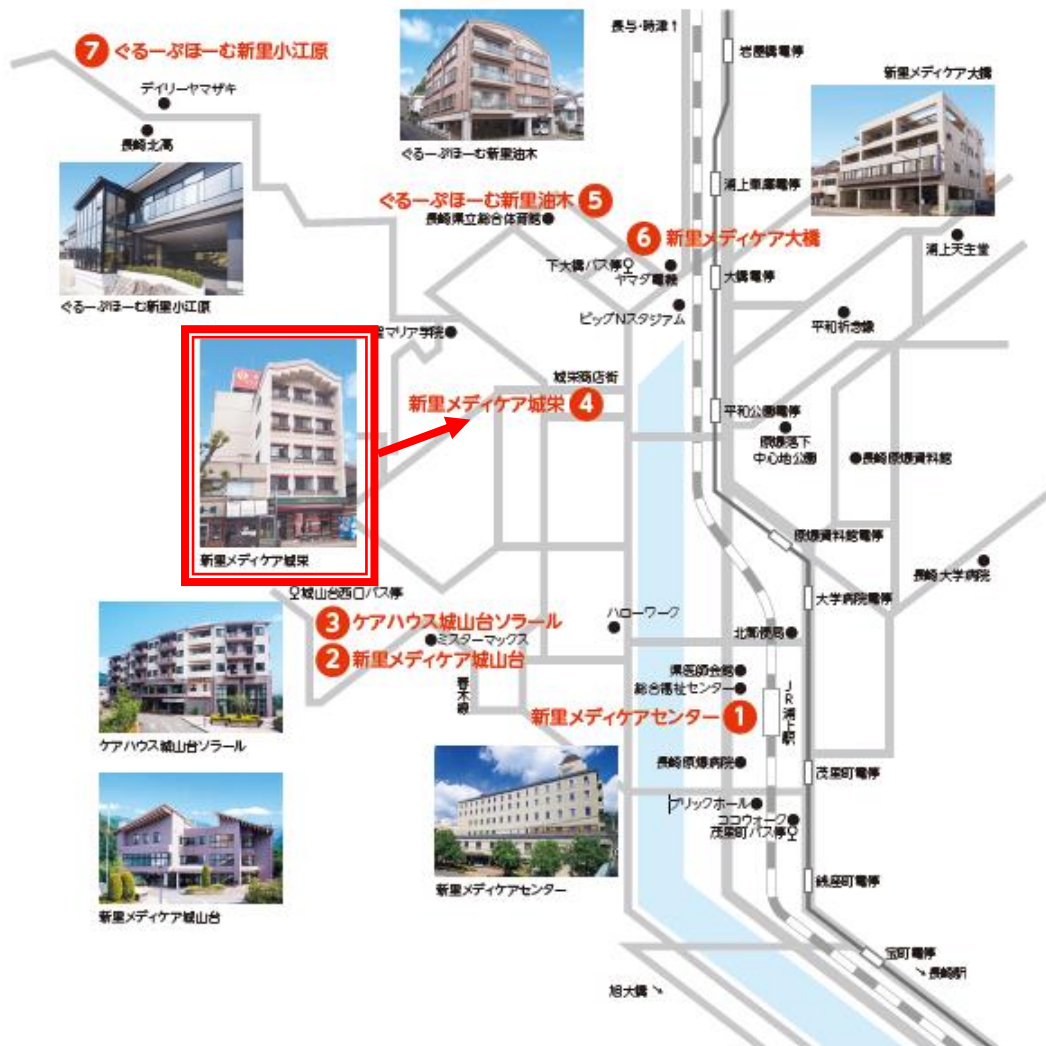 長与・時津↑
7 ぐるーぷほーむ新里小江原
岩屋橋電停
新里メディケア大橋
デイリーヤマザキ
長崎北高
ぐるーぷほーむ新里油木
浦上車庫電停
ぐるーぷほーむ新里油木 5
長崎県立総合体育館
6 新里メディケア大橋
浦上天主堂
下大橋バス停
ヤマダ電機
大橋電停
ぐるーぷほーむ新里小江原
ビッグNスタジアム
平和祈念像
マリア学院
城栄商店街
新里メディケア城栄 4
平和公園電停
原爆落下
中心地公園
長崎原爆資料館
原爆資料館電停
新里メディケア城栄
長崎大学病院
城山台西口バス停
大学病院電停
ハローワーク
3 ケアハウス城山台ソラール
ミスターマックス
北郵便局
2 新里メディケア城山台
県医師会館
総合福祉センター
JR浦上駅
新里メディケアセンター 1
ケアハウス城山台ソラール
長崎原爆病院
茂里町電停
ブリックホール
ココウォーク
茂里町バス停
銭座町電停
新里メディケアセンター
新里メディケア城山台
宝町電停
→長崎駅
旭大橋→